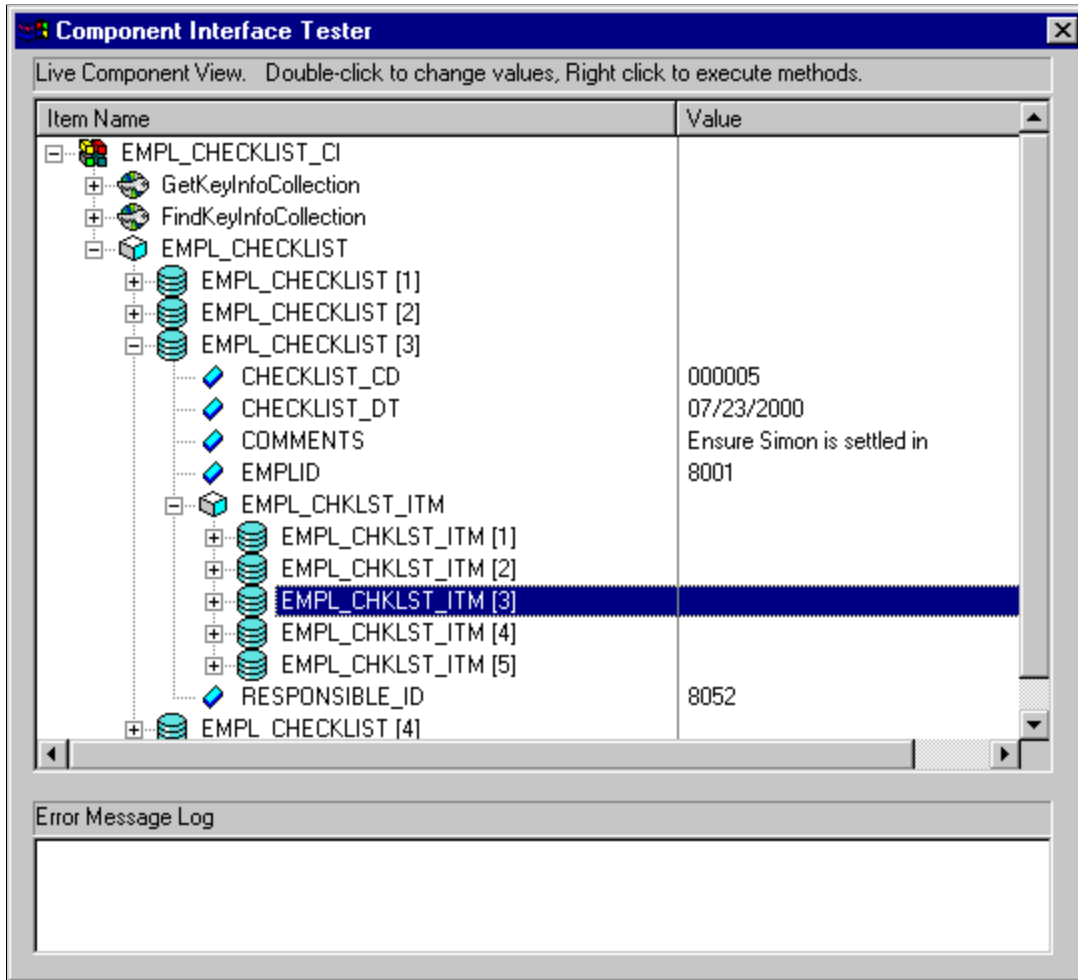 Component Interface Tester
Live Component View.   Double-click to change values, Right click to execute methods.
Item Name Value
EMPL_CHECKLIST_CI
GetKeyInfoCollection
FindKeyInfoCollection
EMPL_CHECKLIST
EMPL_CHECKLIST [1]
EMPL_CHECKLIST [2]
EMPL_CHECKLIST [3]
CHECKLIST_CD 000005
CHECKLIST_DT 07/23/2000
COMMENTS Ensure Simon is settled in
EMPLID 8001
EMPL_CHKLST_ITM
EMPL_CHKLST_ITM [1]
EMPL_CHKLST_ITM [2]
EMPL_CHKLST_ITM [3]
EMPL_CHKLST_ITM [4]
EMPL_CHKLST_ITM [5]
RESPONSIBLE_ID 8052
EMPL_CHECKLIST [4]
Error Message Log